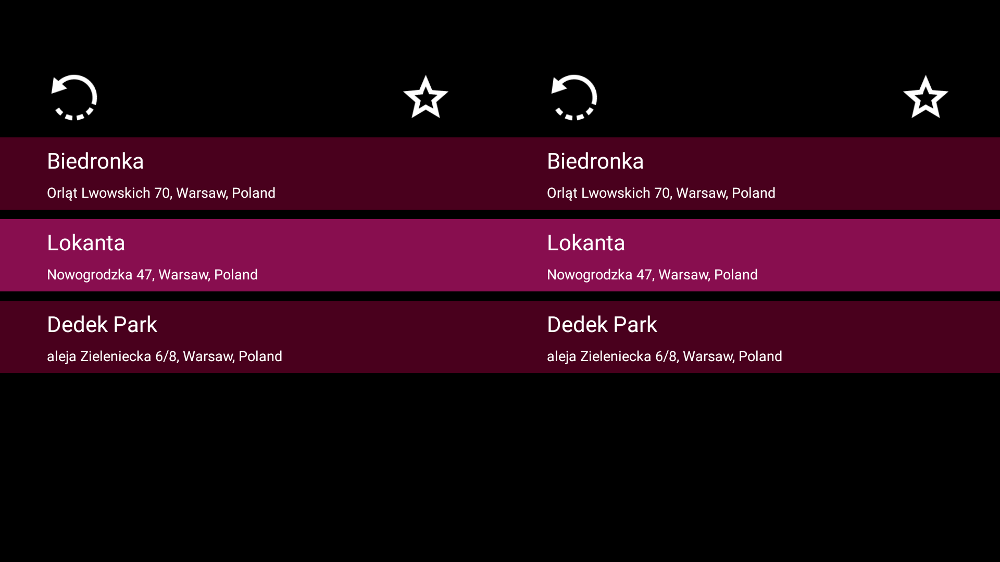 Biedronka
Orląt Lwowskich 70, Warsaw, Poland
Lokanta
Nowogrodzka 47, Warsaw, Poland
Dedek Park
aleja Zieleniecka 6/8, Warsaw, Poland
Biedronka
Orląt Lwowskich 70, Warsaw, Poland
Lokanta
Nowogrodzka 47, Warsaw, Poland
Dedek Park
aleja Zieleniecka 6/8, Warsaw, Poland